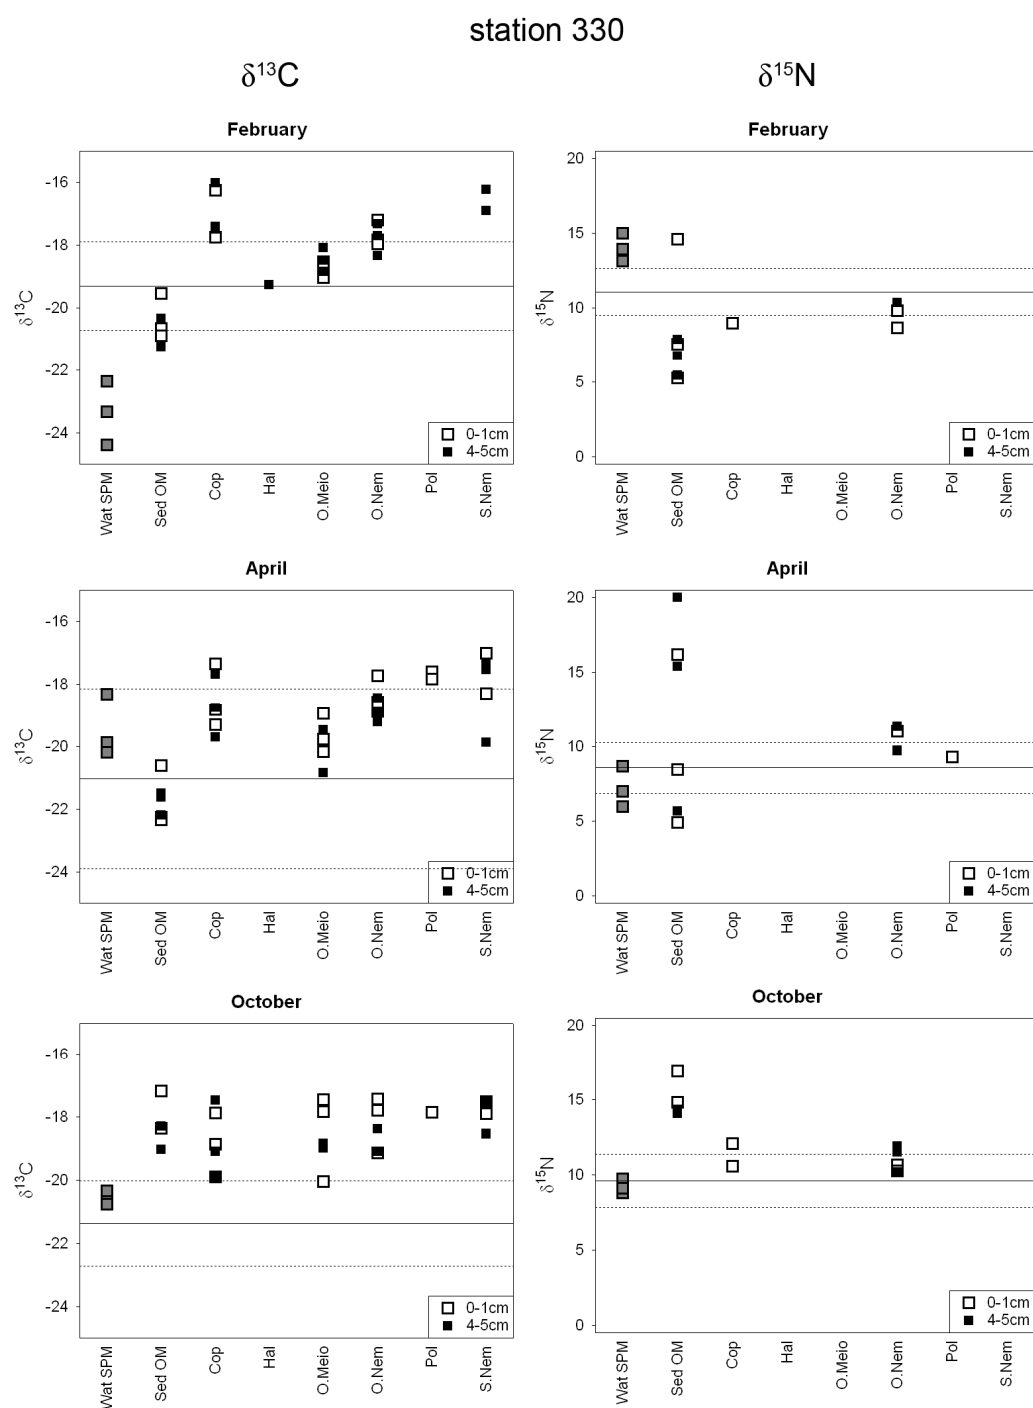 station 330
δ13C
δ15N
February
δ13C
-16
-18
-20
-22
-24
0-1cm
4-5cm
Wat SPM
Sed OM
Cop
Hal
O.Meio
O.Nem
Pol
S.Nem
February
δ15N
20
15
10
5
0
0-1cm
4-5cm
Wat SPM
Sed OM
Cop
Hal
O.Meio
O.Nem
Pol
S.Nem
April
δ13C
-16
-18
-20
-22
-24
0-1cm
4-5cm
Wat SPM
Sed OM
Cop
Hal
O.Meio
O.Nem
Pol
S.Nem
April
δ15N
20
15
10
5
0
0-1cm
4-5cm
Wat SPM
Sed OM
Cop
Hal
O.Meio
O.Nem
Pol
S.Nem
October
δ13C
-16
-18
-20
-22
-24
0-1cm
4-5cm
Wat SPM
Sed OM
Cop
Hal
O.Meio
O.Nem
Pol
S.Nem
October
δ15N
20
15
10
5
0
0-1cm
4-5cm
Wat SPM
Sed OM
Cop
Hal
O.Meio
O.Nem
Pol
S.Nem